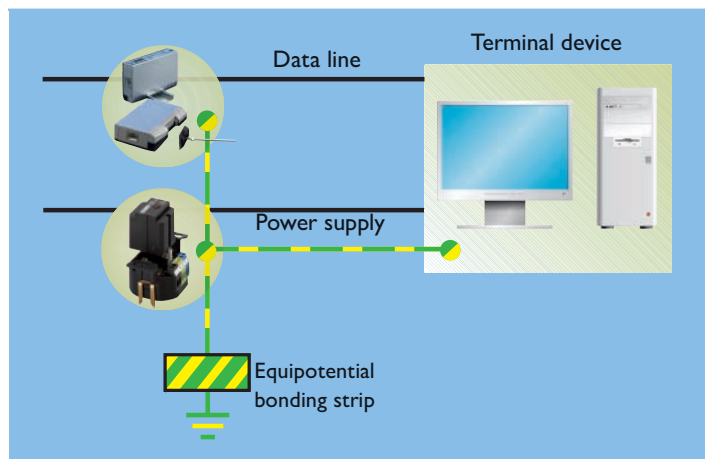 Terminal device
Data line
Power supply
Equipotential
bonding strip